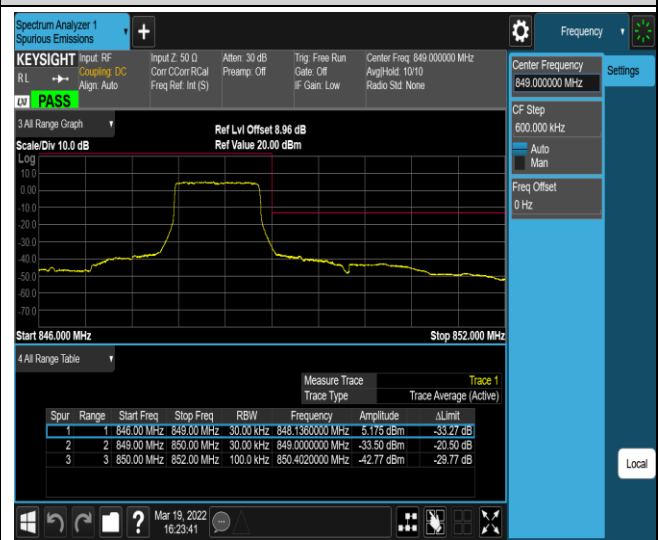 Spectrum Analyzer 1
Spurious Emissions
Frequency
KEYSIGHT Input: RF Input Z: 50 Ω Atten: 30 dB Trig: Free Run Center Freq: 849.000000 MHz
RL Coupling: DC Corr CCorr RCal Preamp: Off Gate: Off Avg|Hold: 10/10
Align: Auto Freq Ref: Int (S) IF Gain: Low Radio Std: None
LXI PASS
Center Frequency
849.000000 MHz
Settings
CF Step
600.000 kHz
Auto
Man
Freq Offset
0 Hz
3 All Range Graph
Ref Lvl Offset 8.96 dB
Scale/Div 10.0 dB Ref Value 20.00 dBm
Log
10.0
0.00
-10.0
-20.0
-30.0
-40.0
-50.0
-60.0
-70.0
Start 846.000 MHz Stop 852.000 MHz
4 All Range Table
Measure Trace Trace 1
Trace Type Trace Average (Active)
Spur Range Start Freq Stop Freq RBW Frequency Amplitude ΔLimit
1 1 846.00 MHz 849.00 MHz 30.00 kHz 848.1360000 MHz 5.175 dBm -33.27 dB
2 2 849.00 MHz 850.00 MHz 30.00 kHz 849.0000000 MHz -33.50 dBm -20.50 dB
3 3 850.00 MHz 852.00 MHz 100.0 kHz 850.4020000 MHz -42.77 dBm -29.77 dB
Local
? Mar 19, 2022
16:23:41